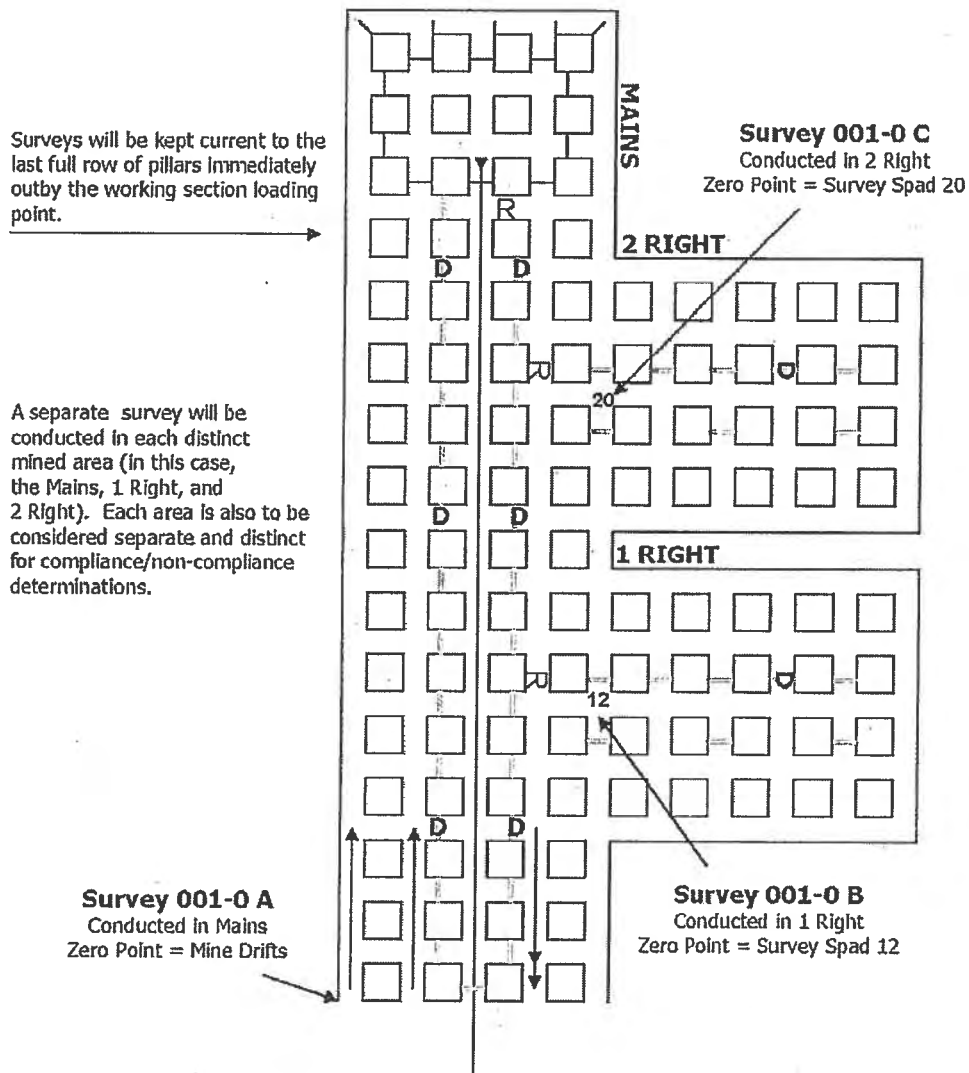 MAINS
Surveys will be kept current to the
last full row of pillars immediately
outby the working section loading
point.
Survey 001-0 C
Conducted in 2 Right
Zero Point = Survey Spad 20
R
2 RIGHT
D D
R D
20
A separate survey will be
conducted in each distinct
mined area (in this case,
the Mains, 1 Right, and
2 Right). Each area is also to be
considered separate and distinct
for compliance/non-compliance
determinations.
D D
1 RIGHT
R D
12
D D
Survey 001-0 A
Conducted in Mains
Zero Point = Mine Drifts
Survey 001-0 B
Conducted in 1 Right
Zero Point = Survey Spad 12